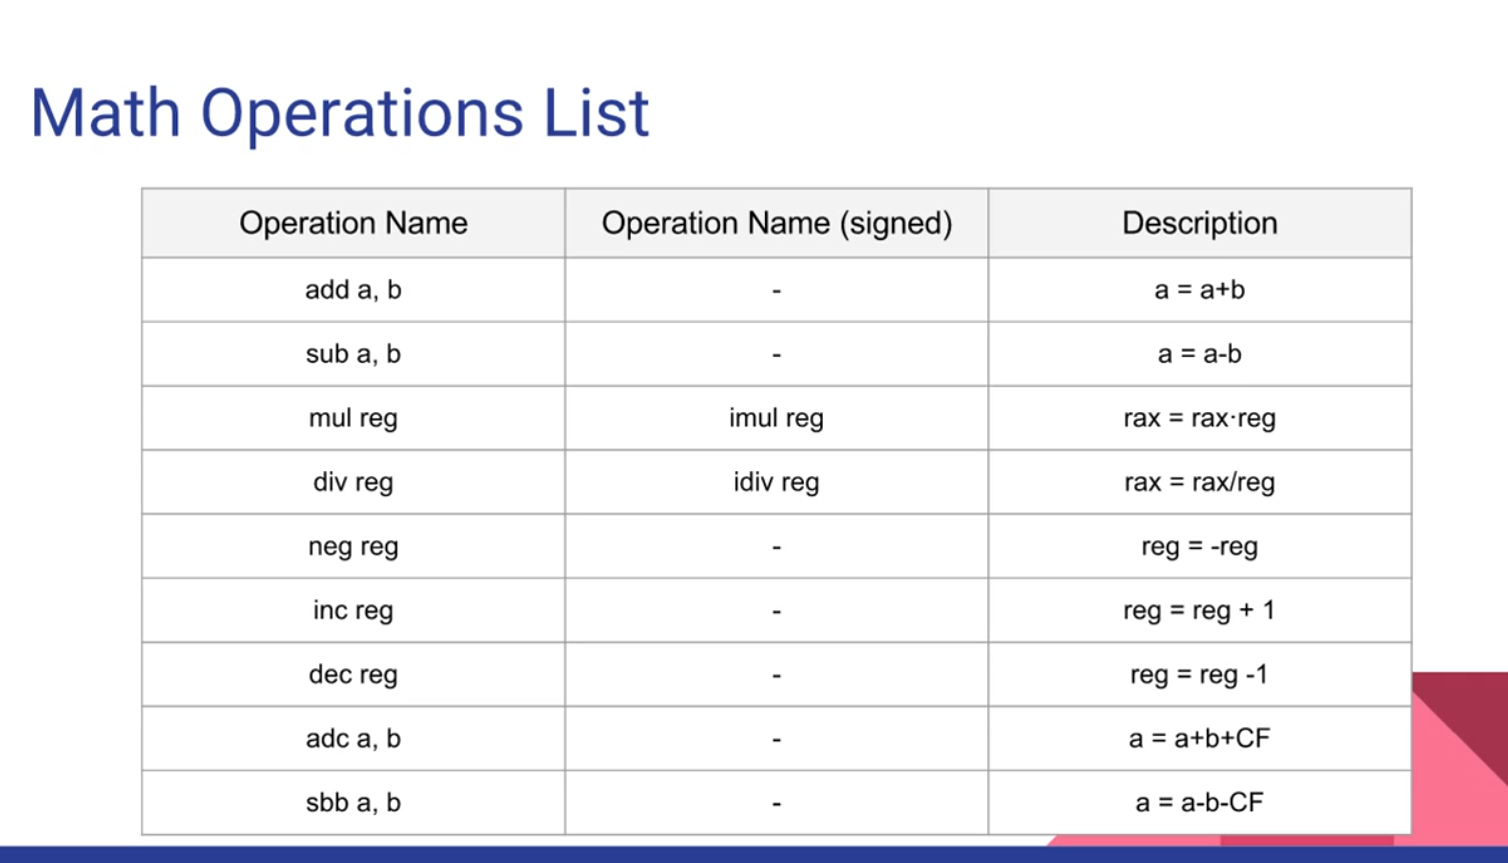 Math Operations List
Operation Name Operation Name (signed) Description
add a, b - a = a+b
sub a, b - a = a-b
mul reg imul reg rax = rax·reg
div reg idiv reg rax = rax/reg
neg reg - reg = -reg
inc reg - reg = reg + 1
dec reg - reg = reg -1
adc a, b - a = a+b+CF
sbb a, b - a = a-b-CF